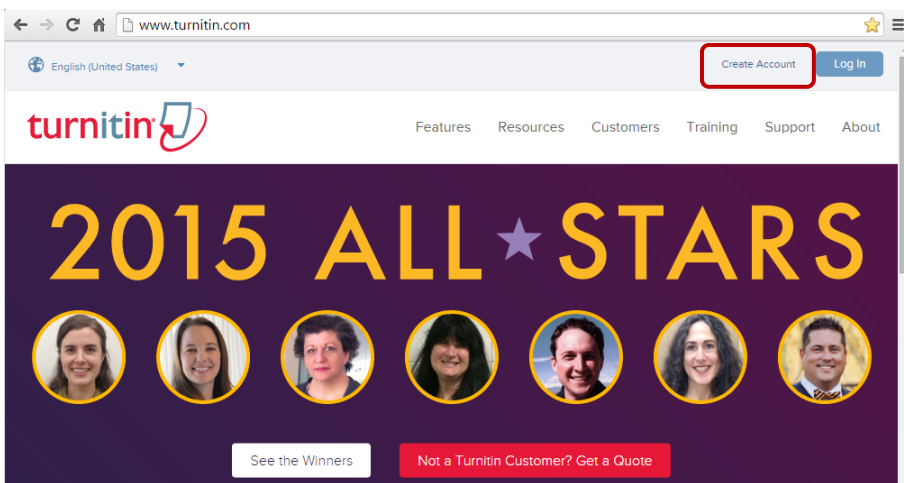 www.turnitin.com
English (United States)
Create Account
Log In
turnitin
Features Resources Customers Training Support About
2015 ALL STARS
See the Winners
Not a Turnitin Customer? Get a Quote